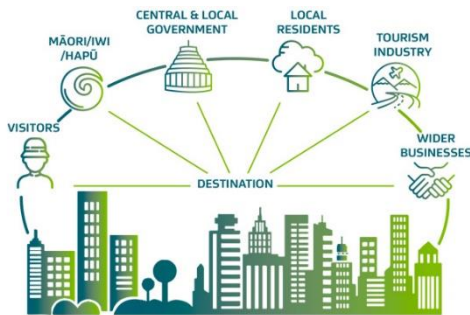 CENTRAL & LOCAL
GOVERNMENT
LOCAL
RESIDENTS
MĀORI/IWI
/HAPŪ
TOURISM
INDUSTRY
VISITORS
WIDER
BUSINESSES
DESTINATION